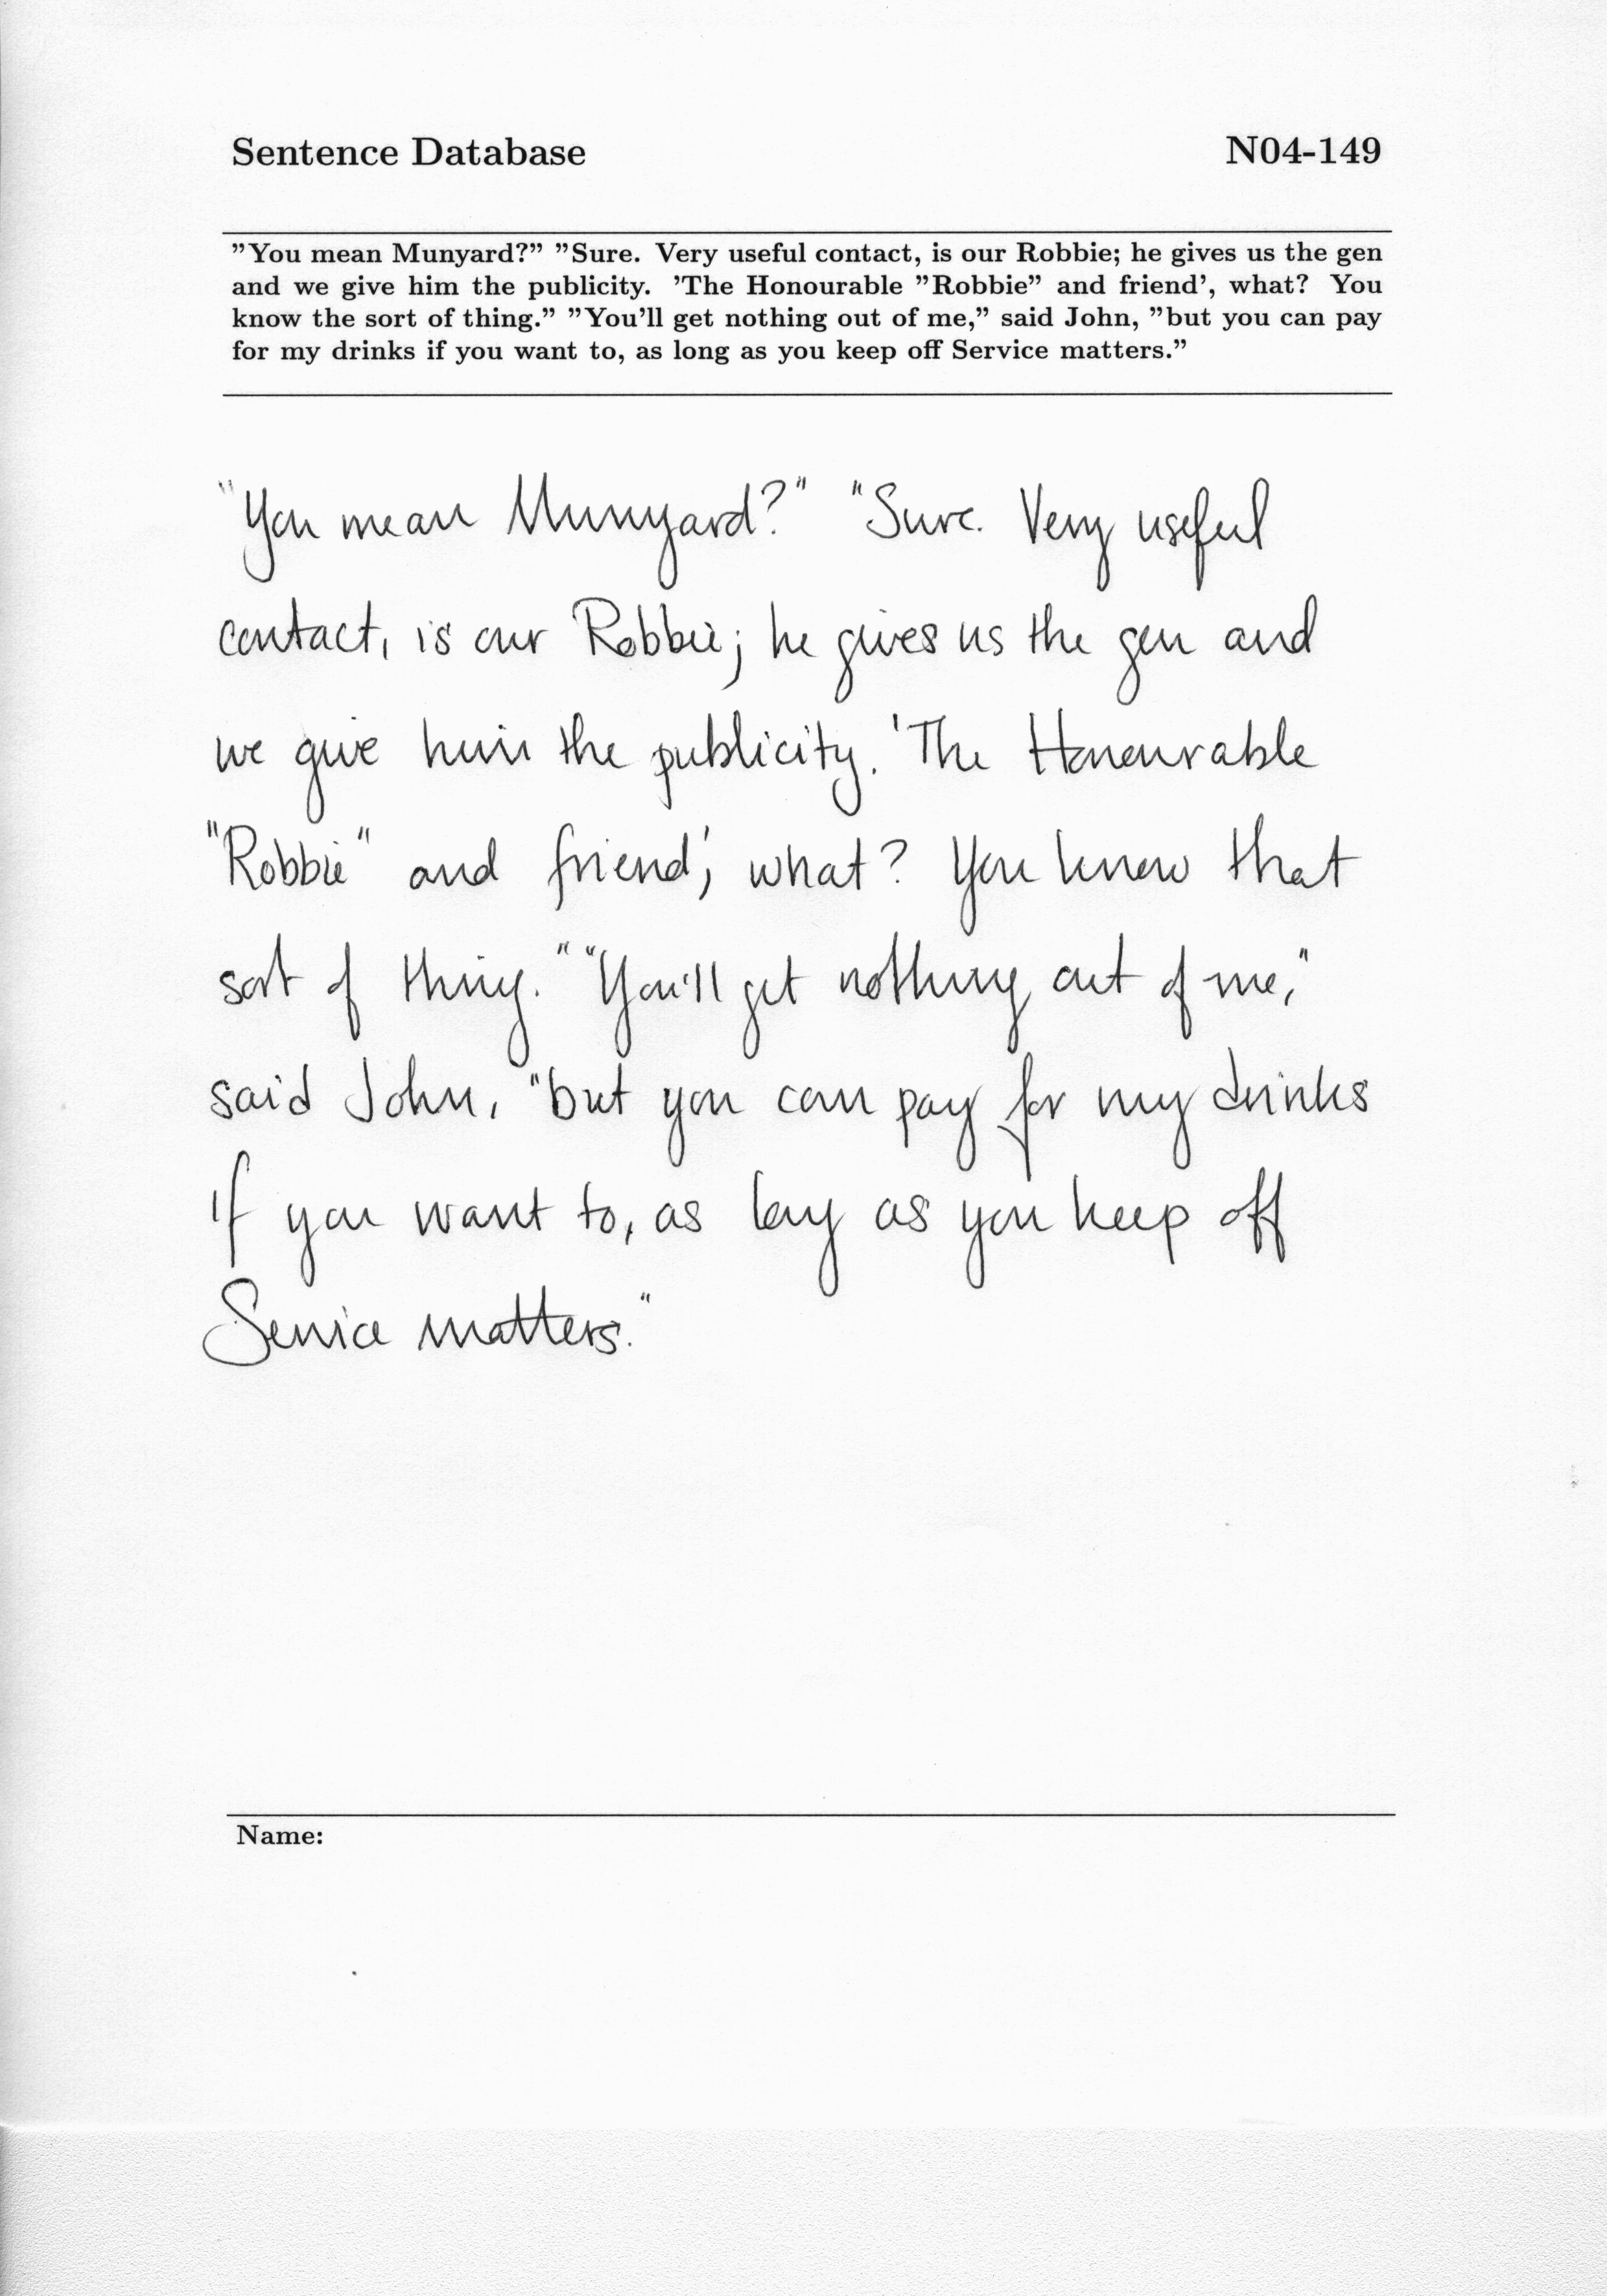 Sentence Database N04-149
"You mean Munyard?" "Sure. Very useful contact, is our Robbie; he gives us the gen
and we give him the publicity. 'The Honourable "Robbie" and friend', what? You
know the sort of thing." "You'll get nothing out of me," said John, "but you can pay
for my drinks if you want to, as long as you keep off Service matters."
"You mean Munyard?" "Sure. Very useful
contact, is our Robbie; he gives us the gen and
we give him the publicity. 'The Honourable
"Robbie" and friend', what? You know that
sort of thing." "You'll get nothing out of me,"
said John, "but you can pay for my drinks
if you want to, as long as you keep off
Service matters."
Name: